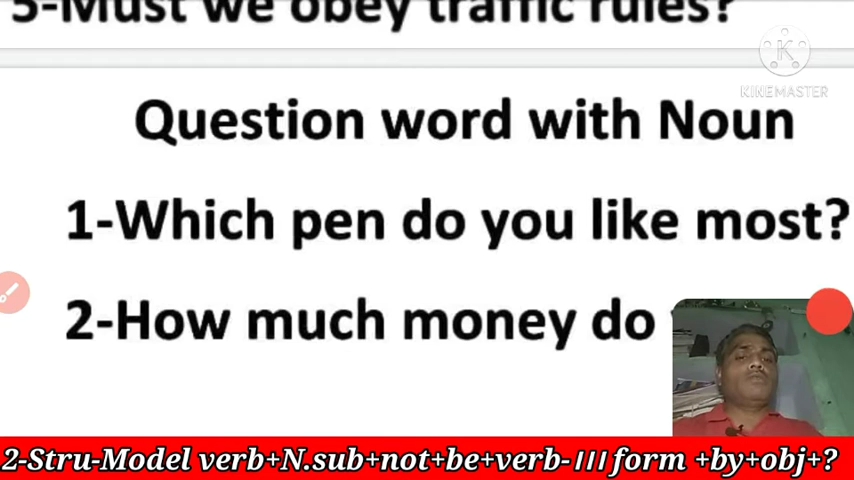 5-Must we obey traffic rules?
KINEMASTER
Question word with Noun
1-Which pen do you like most?
2-How much money do
2-Stru-Model verb+N.sub+not+be+verb-III form +by+obj+?